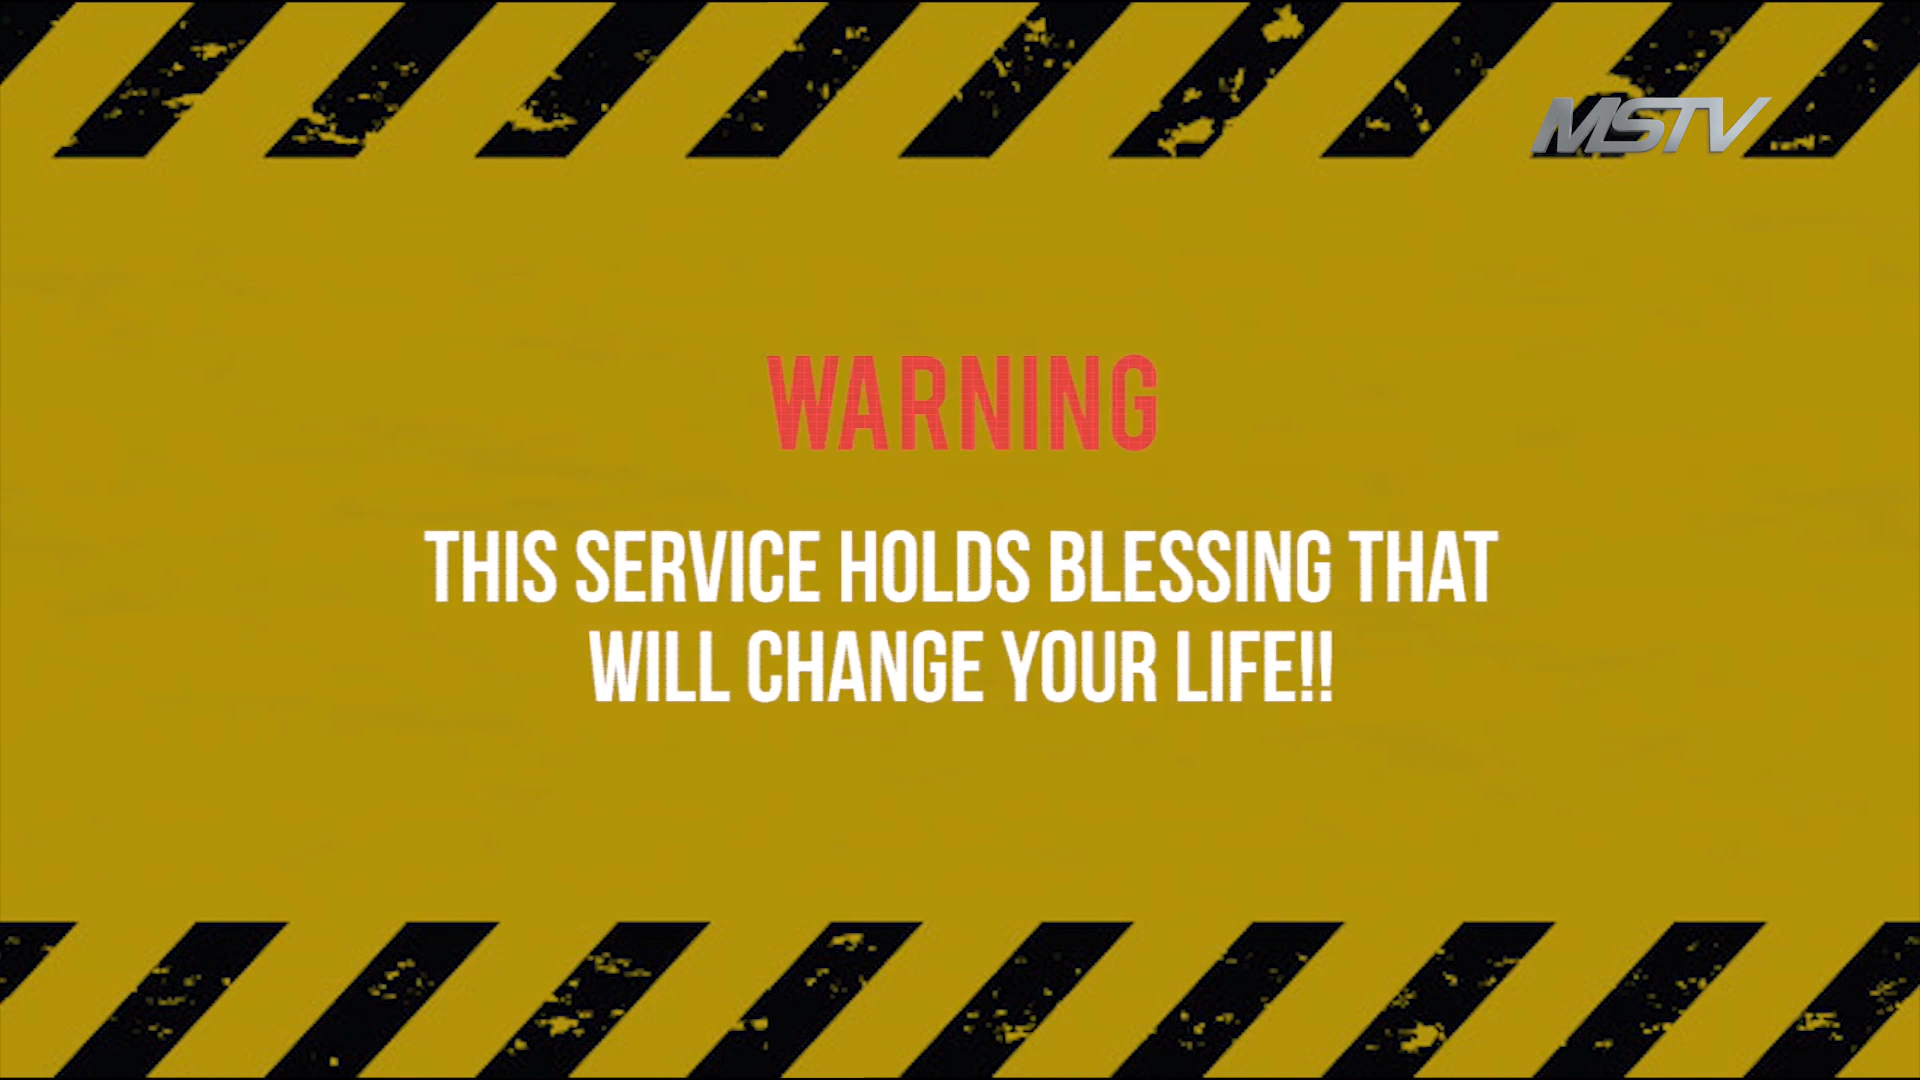 MSTV
WARNING
THIS SERVICE HOLDS BLESSING THAT
WILL CHANGE YOUR LIFE!!